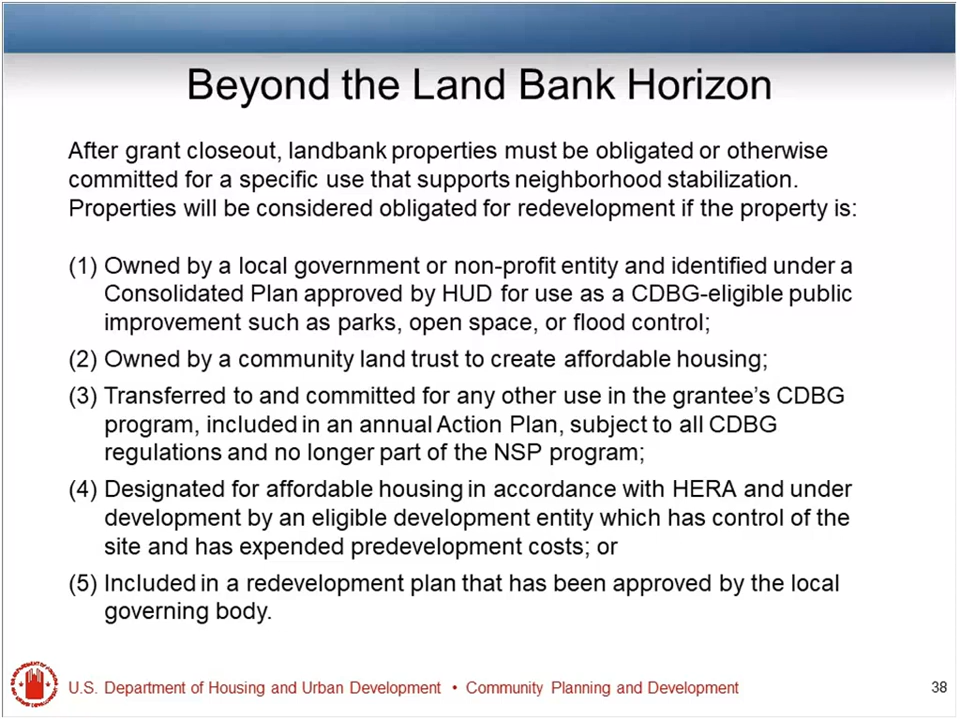 Beyond the Land Bank Horizon
After grant closeout, landbank properties must be obligated or otherwise
committed for a specific use that supports neighborhood stabilization.
Properties will be considered obligated for redevelopment if the property is:
(1) Owned by a local government or non-profit entity and identified under a
Consolidated Plan approved by HUD for use as a CDBG-eligible public
improvement such as parks, open space, or flood control;
(2) Owned by a community land trust to create affordable housing;
(3) Transferred to and committed for any other use in the grantee's CDBG
program, included in an annual Action Plan, subject to all CDBG
regulations and no longer part of the NSP program;
(4) Designated for affordable housing in accordance with HERA and under
development by an eligible development entity which has control of the
site and has expended predevelopment costs; or
(5) Included in a redevelopment plan that has been approved by the local
governing body.
U.S. Department of Housing and Urban Development • Community Planning and Development
38